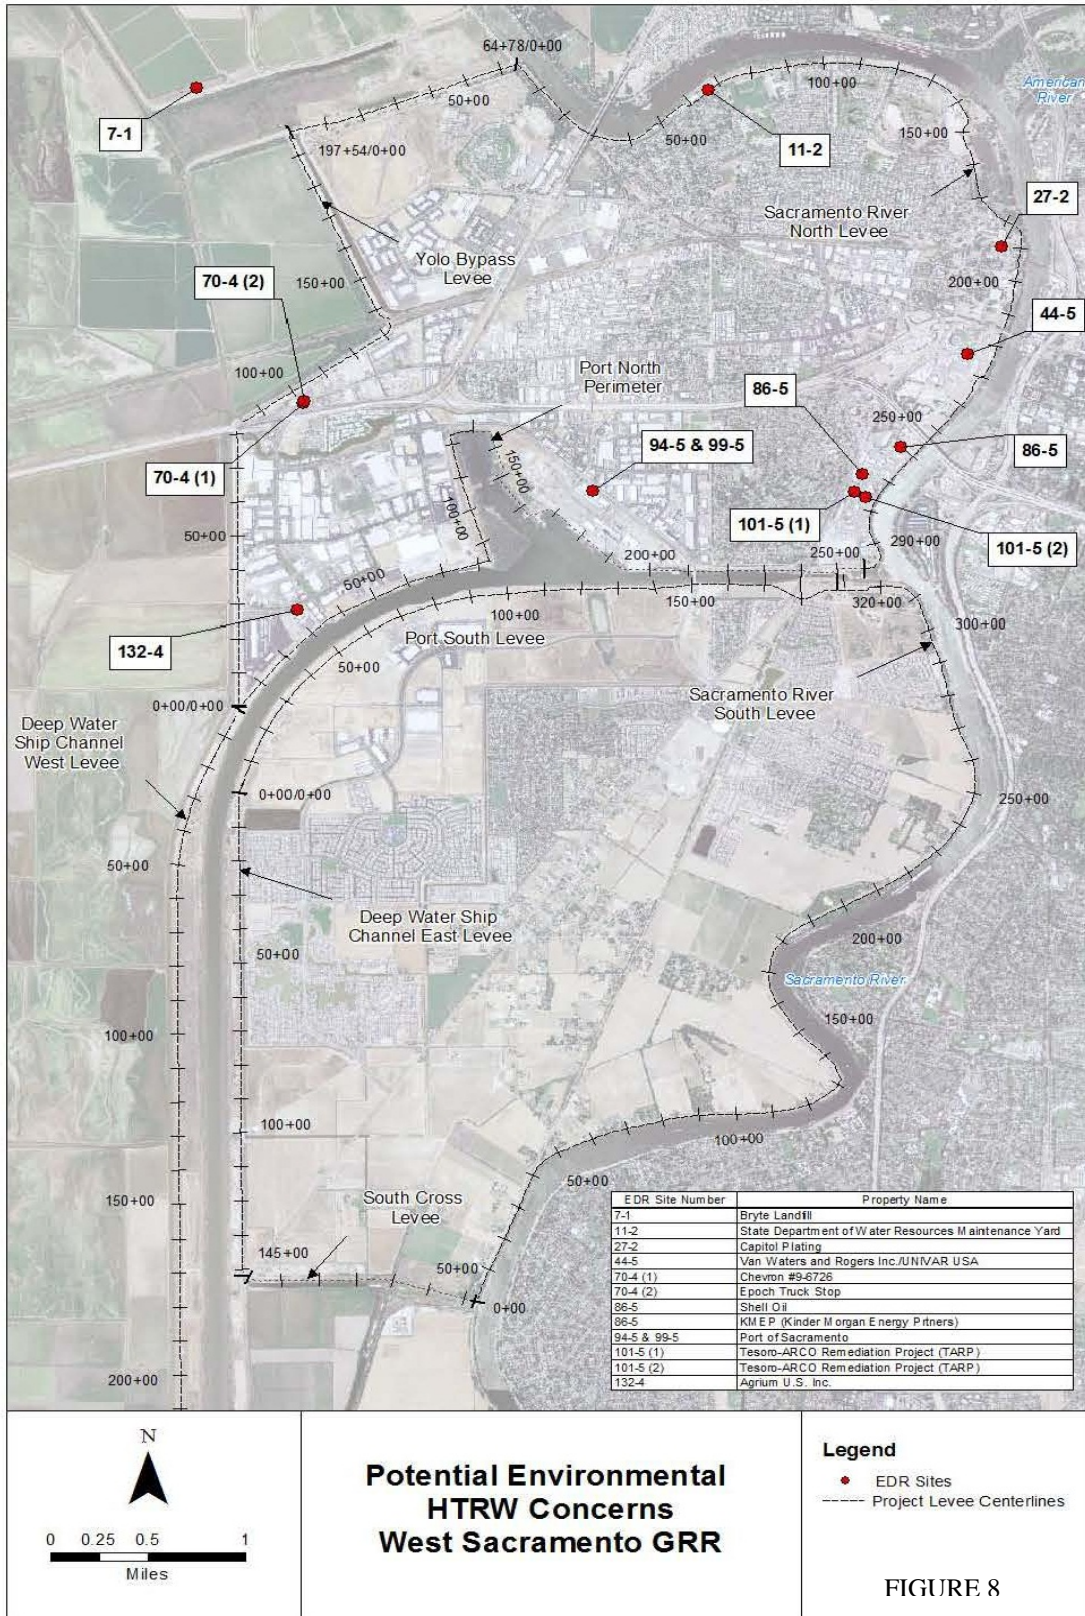 64+78/0+00
American
River
100+00
50+00
7-1
150+00
50+00
197+54/0+00
11-2
27-2
Sacramento River
North Levee
Yolo Bypass
Levee
70-4 (2)
150+00
200+00
44-5
Port North
Perimeter
100+00
86-5
250+00
94-5 & 99-5
86-5
150+00
70-4 (1)
100+00
101-5 (1)
50+00
290+00
101-5 (2)
200+00
250+00
50+00
150+00
320+00
100+00
300+00
132-4
Port South Levee
50+00
Sacramento River
South Levee
0+00/0+00
Deep Water
Ship Channel
West Levee
0+00/0+00
250+00
50+00
Deep Water Ship
Channel East Levee
200+00
50+00
Sacramento River
150+00
100+00
100+00
100+00
50+00
150+00
South Cross
Levee
145+00
50+00
0+00
200+00
EDR Site Number Property Name
7-1 Bryte Landfill
11-2 State Department of Water Resources Maintenance Yard
27-2 Capitol Plating
44-5 Van Waters and Rogers Inc./UNIVAR USA
70-4 (1) Chevron #9-6726
70-4 (2) Epoch Truck Stop
86-5 Shell Oil
86-5 KMEP (Kinder Morgan Energy Prtners)
94-5 & 99-5 Port of Sacramento
101-5 (1) Tesoro-ARCO Remediation Project (TARP)
101-5 (2) Tesoro-ARCO Remediation Project (TARP)
132-4 Agrium U.S. Inc.
N
0 0.25 0.5 1
Miles
Potential Environmental
HTRW Concerns
West Sacramento GRR
Legend
EDR Sites
Project Levee Centerlines
FIGURE 8